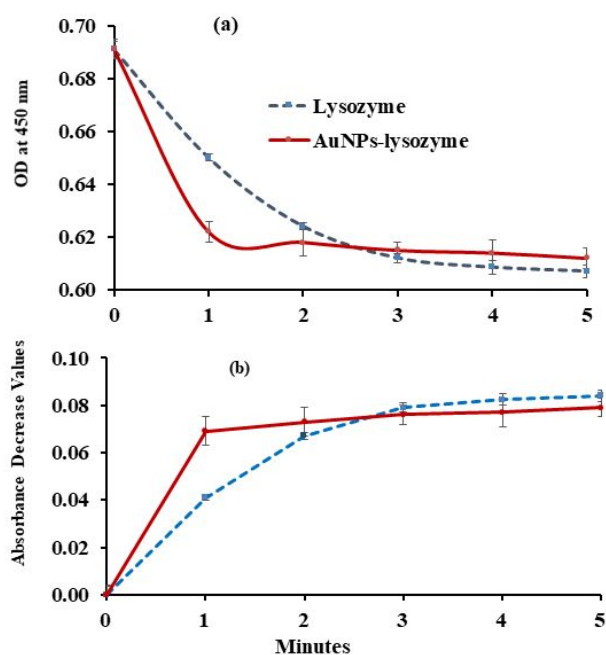 (a)
OD at 450 nm
0.70
0.68
0.66
0.64
0.62
0.60
Lysozyme
AuNPs-lysozyme
0 1 2 3 4 5
(b)
Absorbance Decrease Values
0.10
0.08
0.06
0.04
0.02
0.00
0 1 2 3 4 5
Minutes